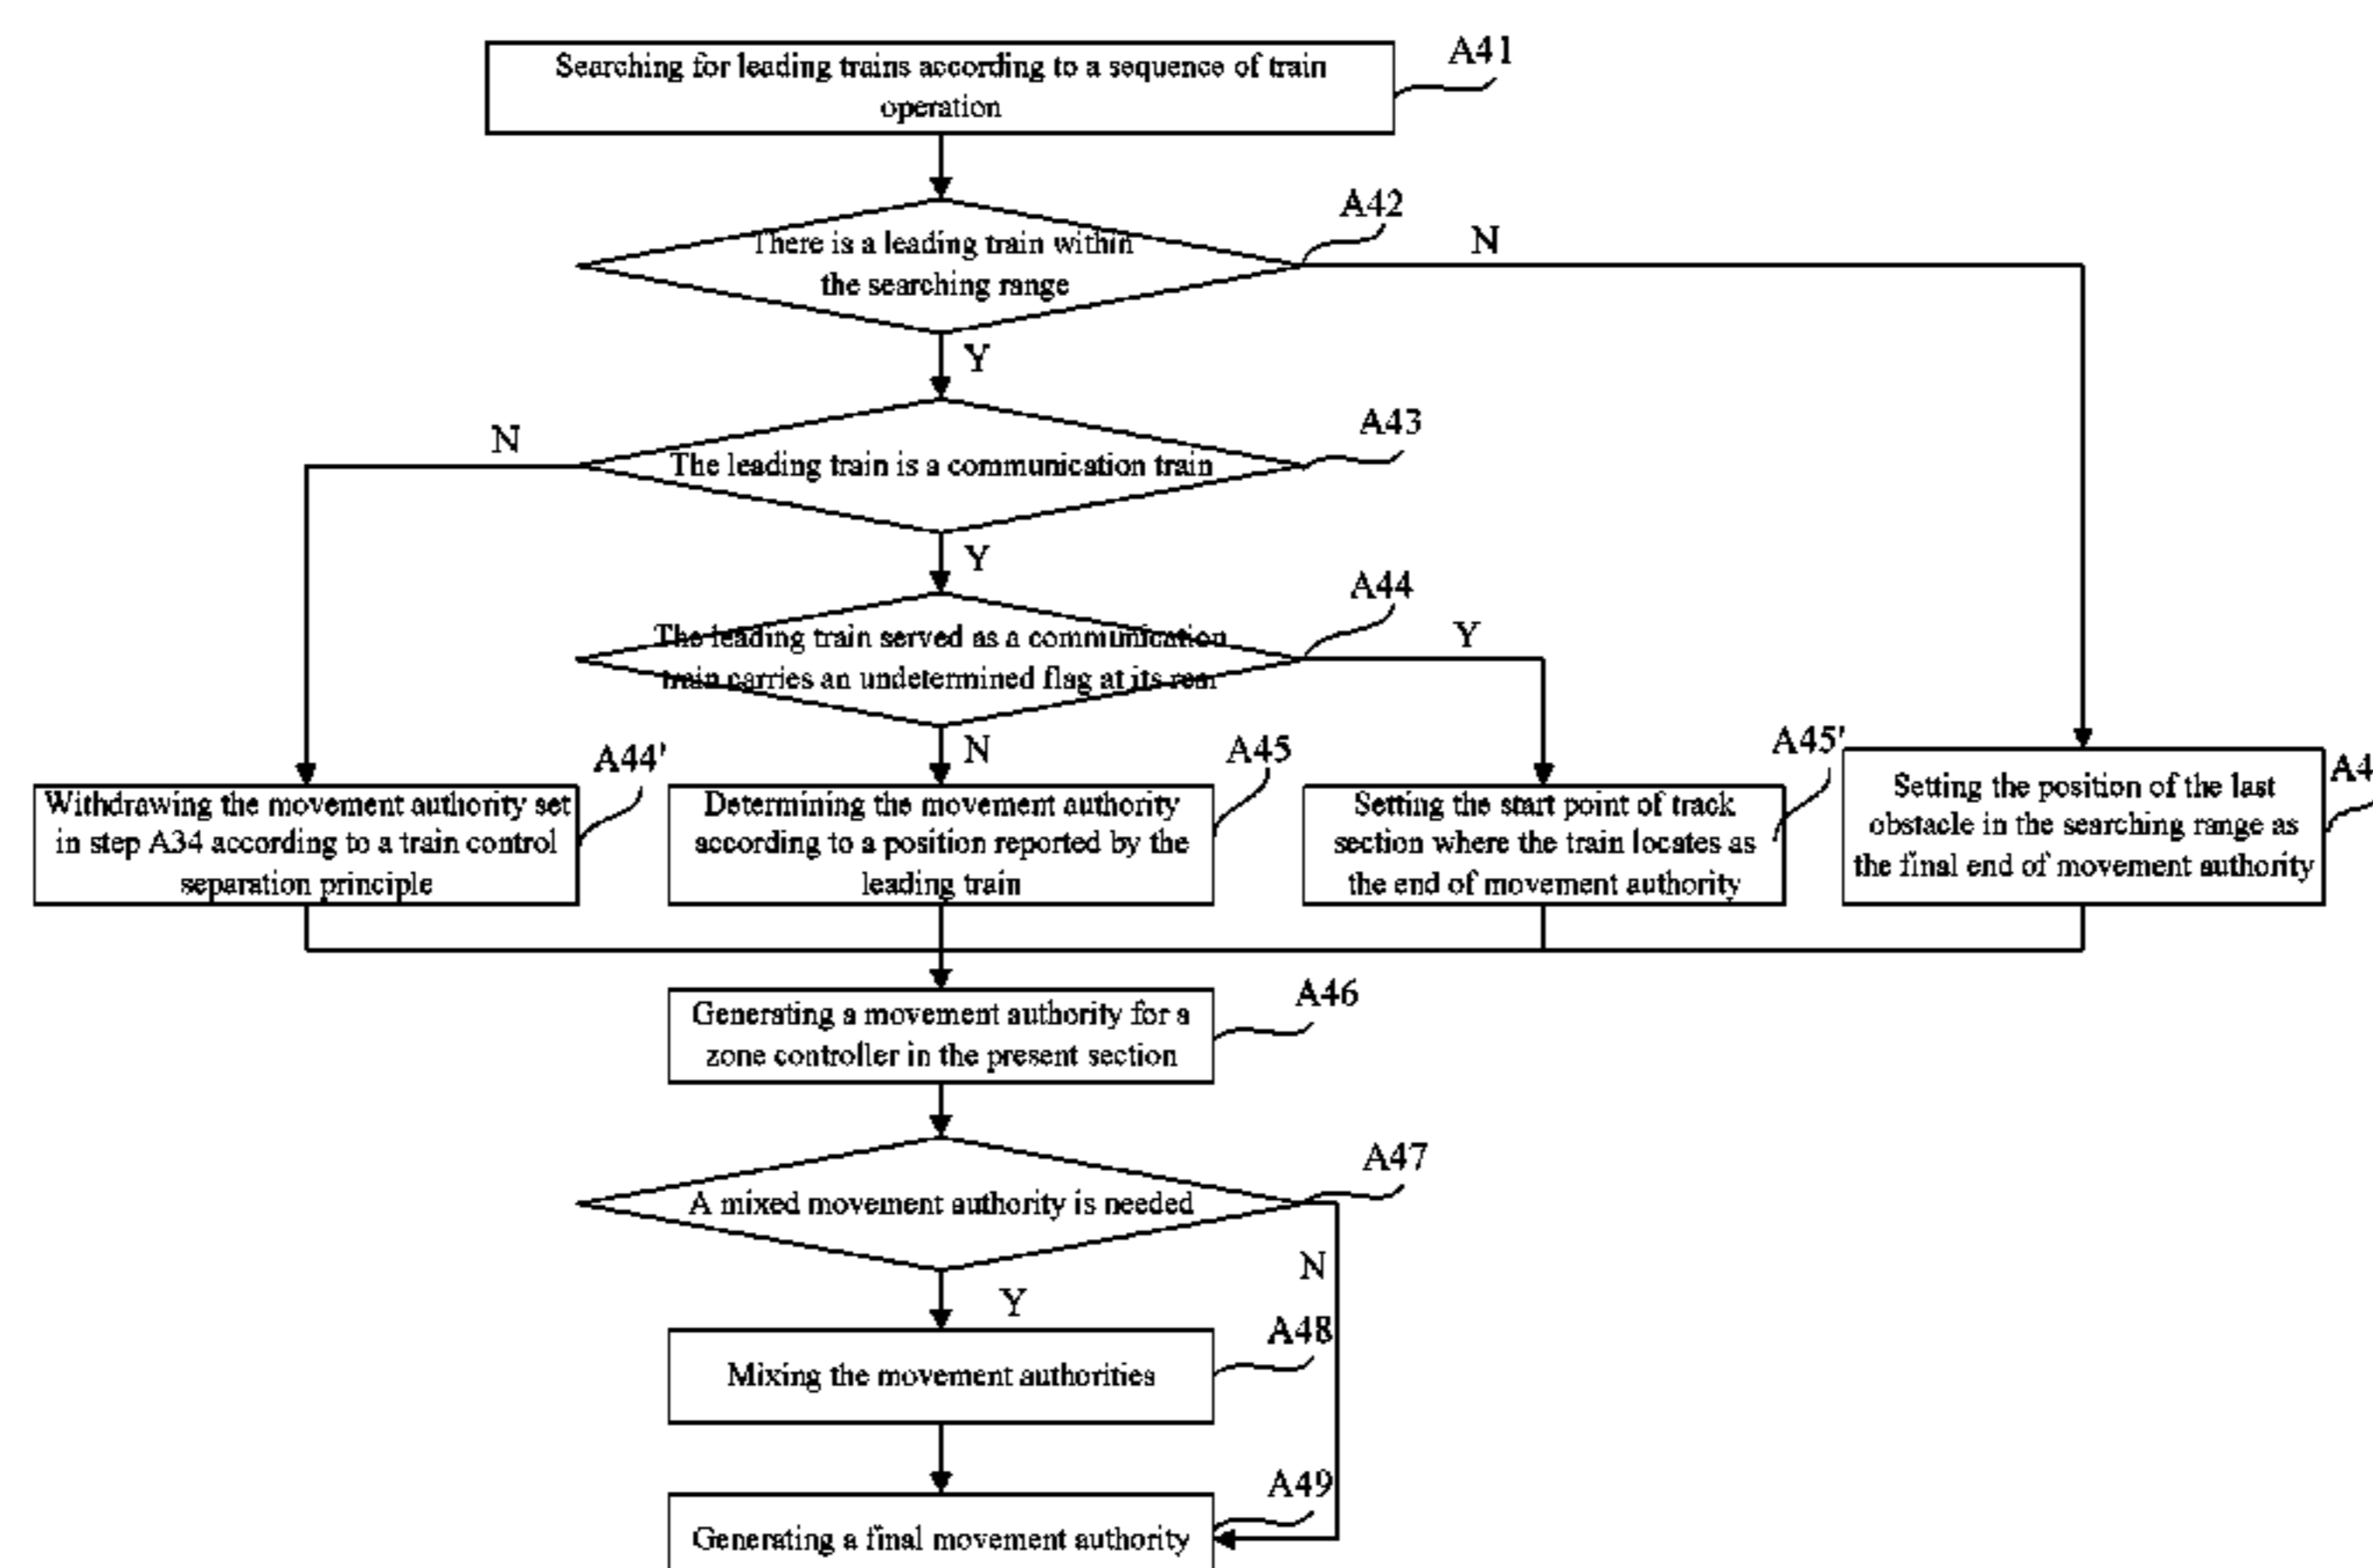 Searching for leading trains according to a sequence of train
operation
A41
There is a leading train within
the searching range
A42
N
Y
The leading train is a communication train
A43
N
Y
The leading train served as a communication
train carries an undetermined flag at its rear
A44
Y
N
Withdrawing the movement authority set
in step A34 according to a train control
separation principle
A44'
Determining the movement authority
according to a position reported by the
leading train
A45
Setting the start point of track
section where the train locates as
the end of movement authority
A45'
Setting the position of the last
obstacle in the searching range as
the final end of movement authority
Generating a movement authority for a
zone controller in the present section
A46
A mixed movement authority is needed
A47
N
Y
Mixing the movement authorities
A48
Generating a final movement authority
A49